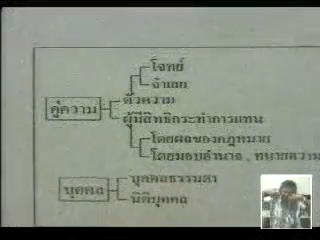 โจทย์
จำเลย
ตัวความ
คู่ความ
ผู้มีสิทธิกระทำการแทน
โดยผลของกฎหมาย
โดยมอบอำนาจ , ทนายความ
บุคคลธรรมดา
บุคคล
นิติบุคคล